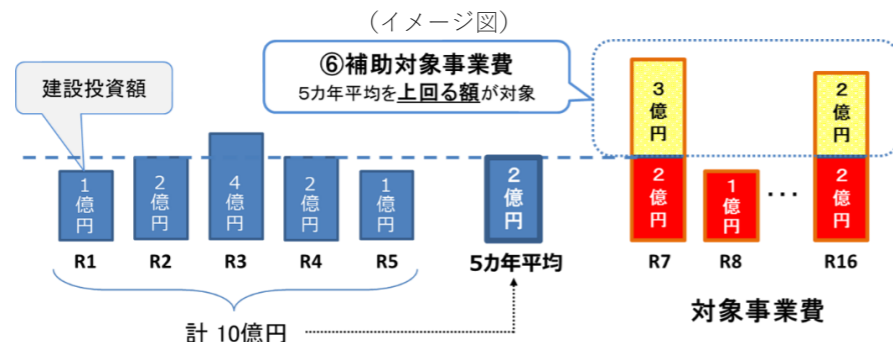 (イメージ図)
⑥補助対象事業費
5カ年平均を上回る額が対象
建設投資額
1億円
2億円
4億円
2億円
1億円
2億円
3億円
2億円
1億円
・・・
2億円
2億円
R1
R2
R3
R4
R5
5カ年平均
R7
R8
R16
計 10億円
対象事業費